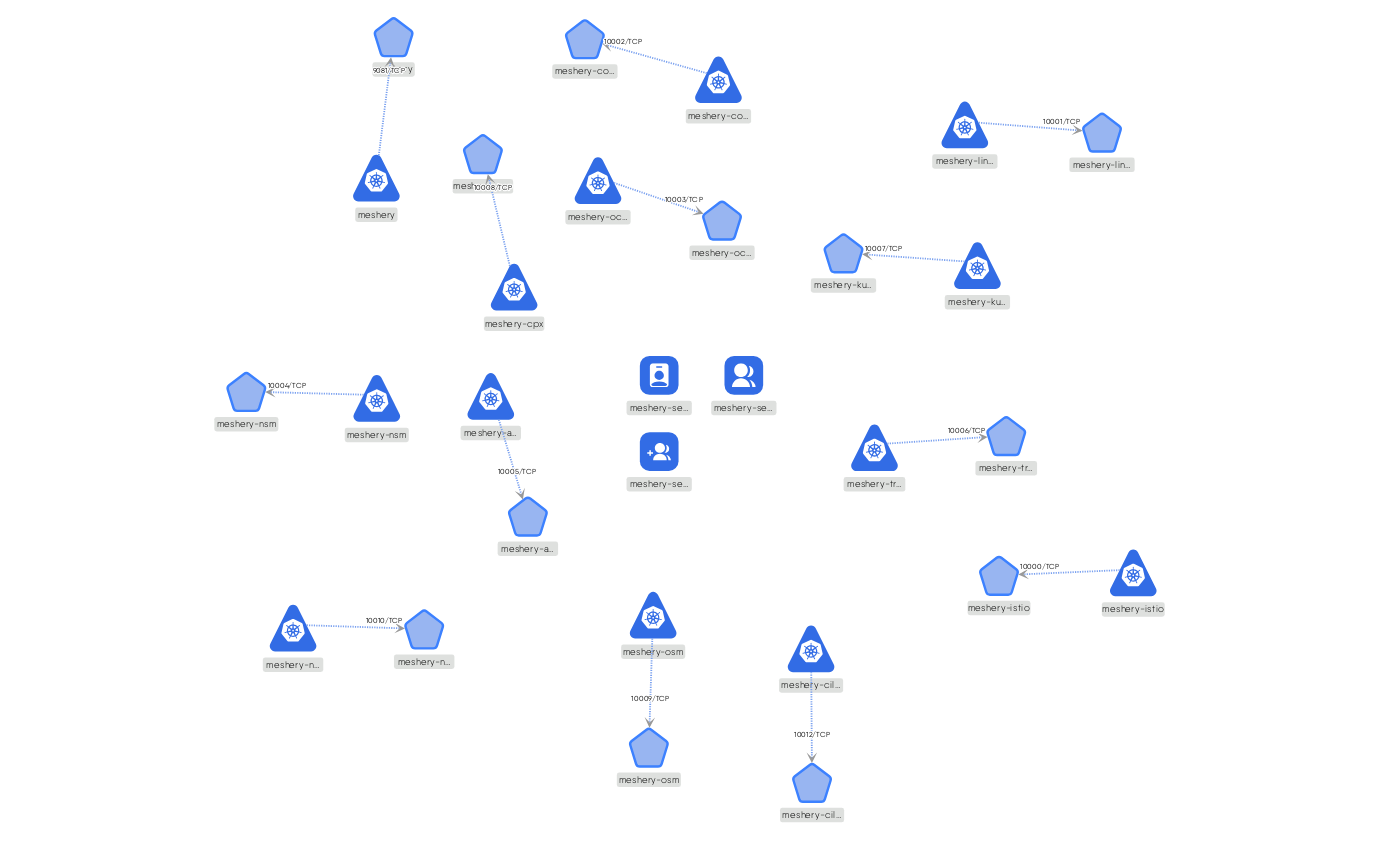 10002/TCP
9081/TCP
meshery-co...
meshery-co...
10001/TCP
meshery-lin...
meshery-lin...
10008/TCP
10003/TCP
meshery
meshery-oc...
meshery-oc...
10007/TCP
meshery-ku...
meshery-ku...
meshery-cpx
10004/TCP
meshery-nsm
meshery-nsm
meshery-a...
10005/TCP
meshery-a...
meshery-se...
meshery-se...
meshery-se...
10006/TCP
meshery-tr...
meshery-tr...
10000/TCP
meshery-istio
meshery-istio
10010/TCP
meshery-n...
meshery-n...
meshery-osm
10009/TCP
meshery-osm
meshery-cil...
10012/TCP
meshery-cil...